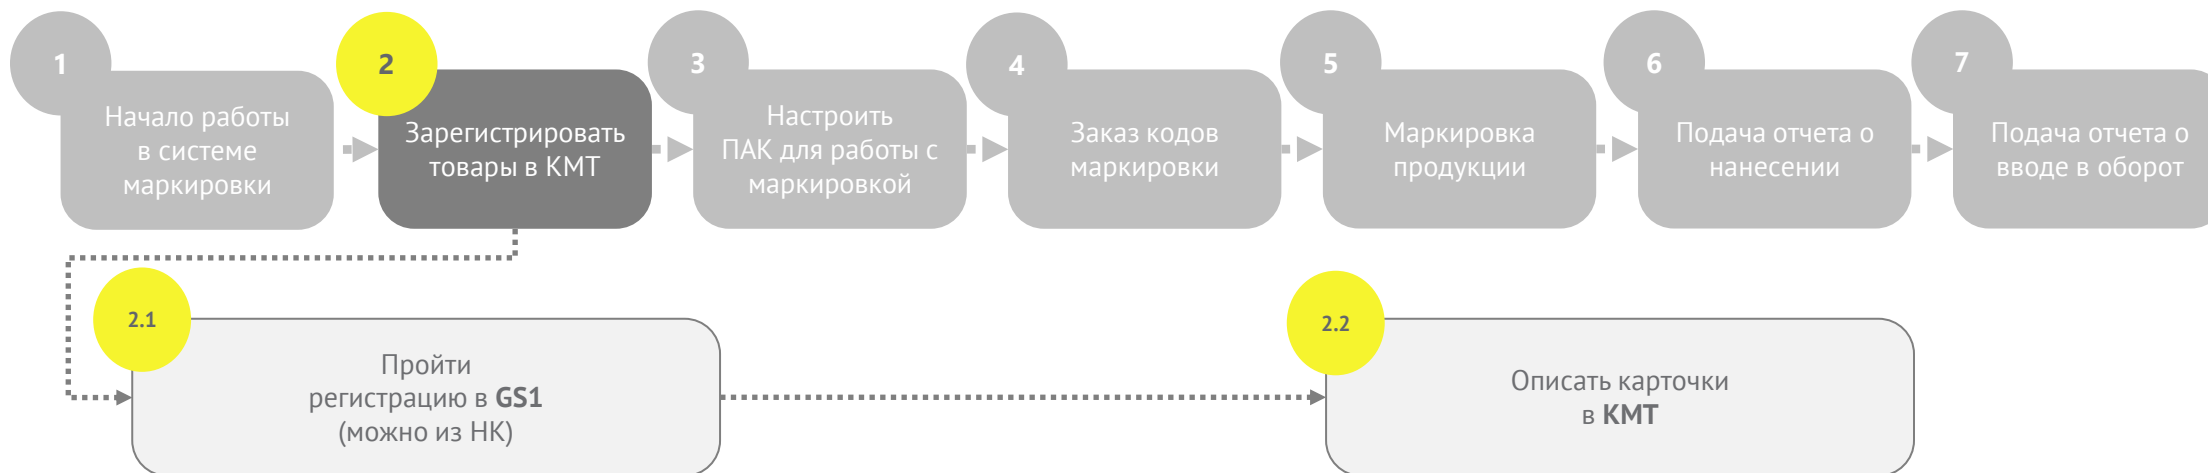 1
Начало работы
в системе
маркировки
2
Зарегистрировать
товары в КМТ
3
Настроить
ПАК для работы с
маркировкой
4
Заказ кодов
маркировки
5
Маркировка
продукции
6
Подача отчета о
нанесении
7
Подача отчета о
вводе в оборот
2.1
Пройти
регистрацию в GS1
(можно из НК)
2.2
Описать карточки
в КМТ